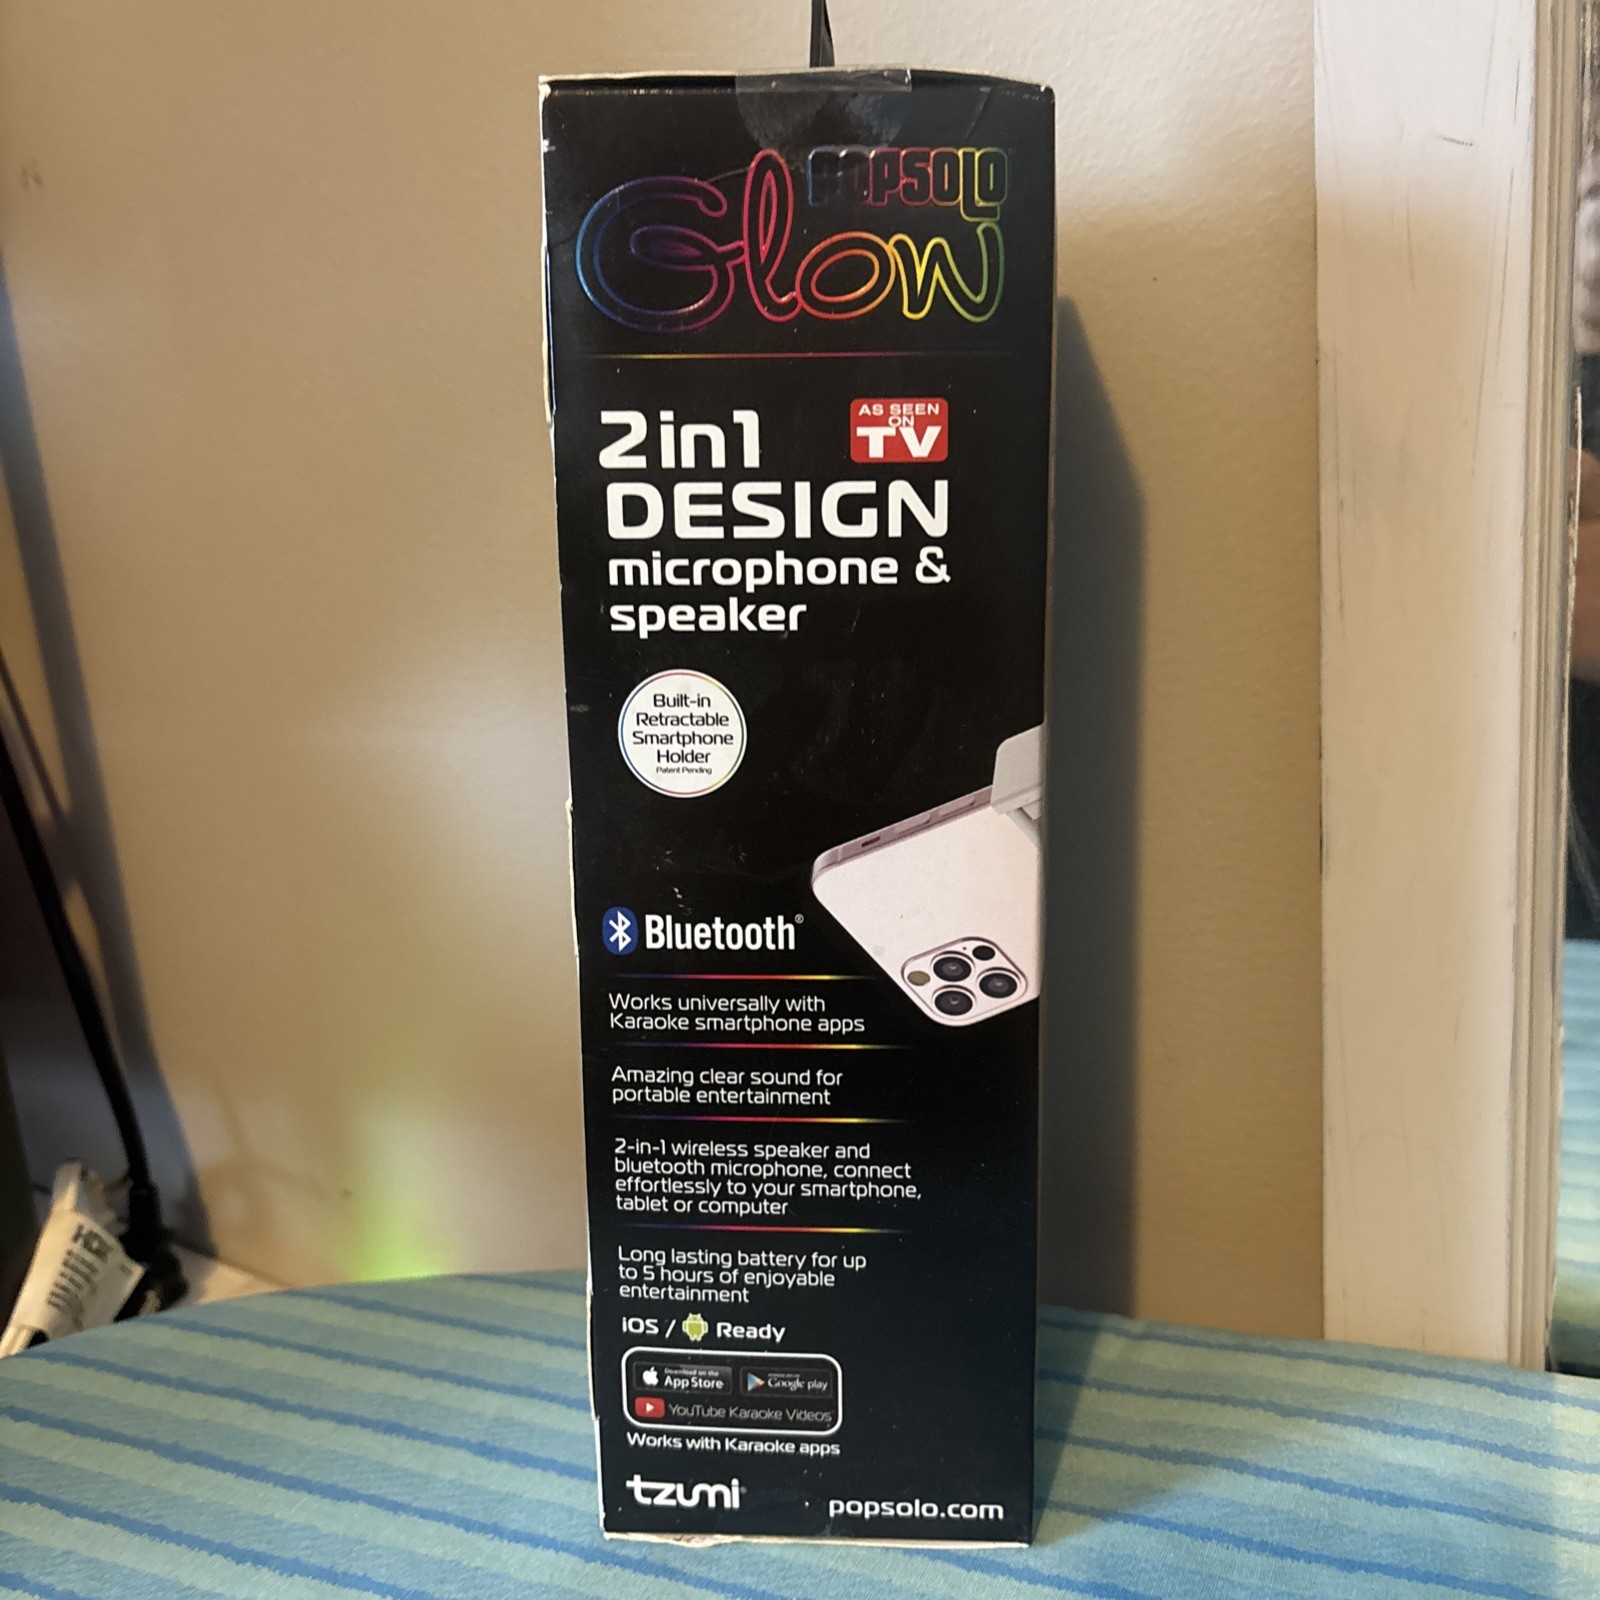 POPSOLO
Glow
2in1
AS SEEN
ON
TV
DESIGN
microphone &
speaker
Built-in
Retractable
Smartphone
Holder
Patent Pending
Bluetooth®
Works universally with
Karaoke smartphone apps
Amazing clear sound for
portable entertainment
2-in-1 wireless speaker and
bluetooth microphone, connect
effortlessly to your smartphone,
tablet or computer
Long lasting battery for up
to 5 hours of enjoyable
entertainment
iOS / Ready
Download on the
App Store
Google play
YouTube Karaoke Videos
Works with Karaoke apps
tzumi
popsolo.com